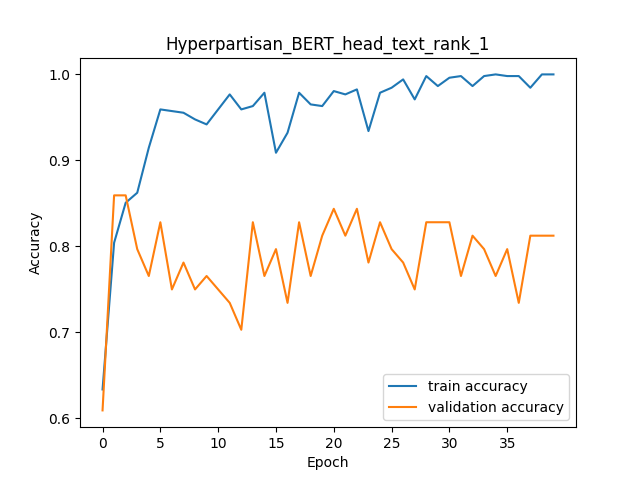 Hyperpartisan_BERT_head_text_rank_1
1.0
0.9
0.8
0.7
0.6
Accuracy
train accuracy
validation accuracy
0 5 10 15 20 25 30 35
Epoch